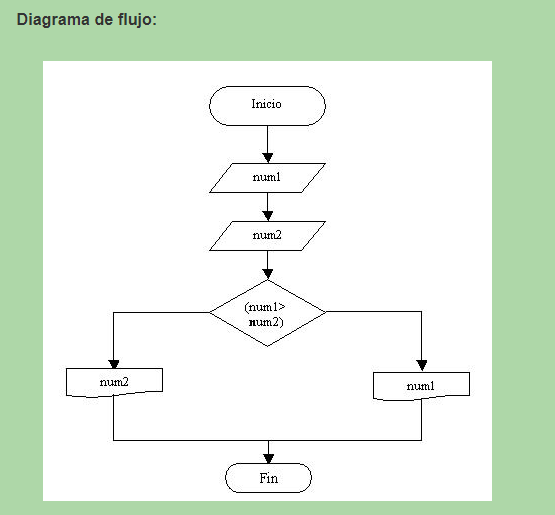 Diagrama de flujo:
Inicio
num1
num2
(num1>
num2)
num2
num1
Fin